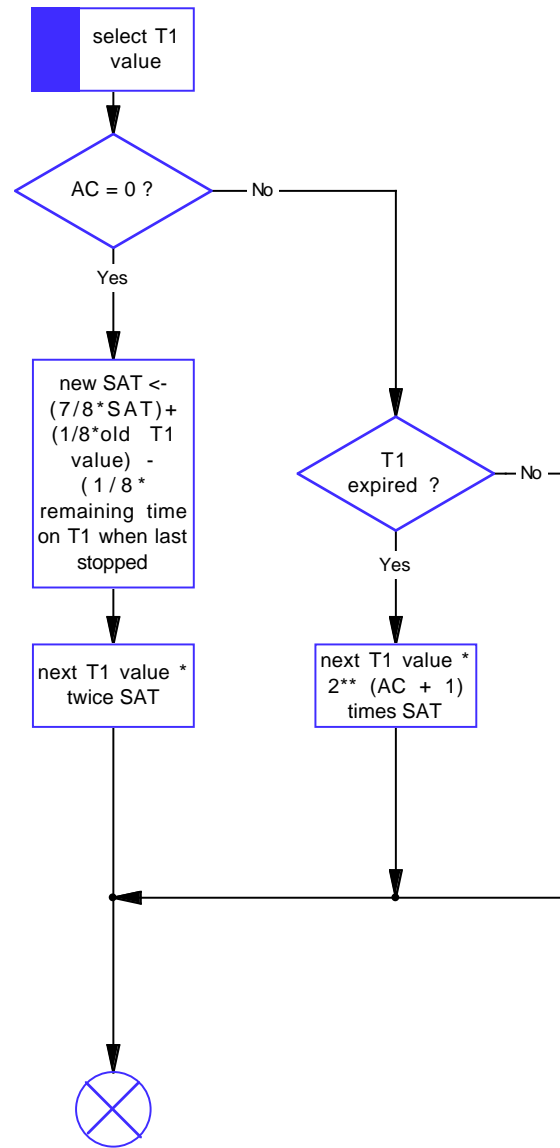 select T1
value
AC = 0 ?
No
Yes
new SAT <-
(7/8*SAT)+
(1/8*old T1
value) -
(1/8*
remaining time
on T1 when last
stopped
T1
expired ?
No
Yes
next T1 value *
twice SAT
next T1 value *
2** (AC + 1)
times SAT